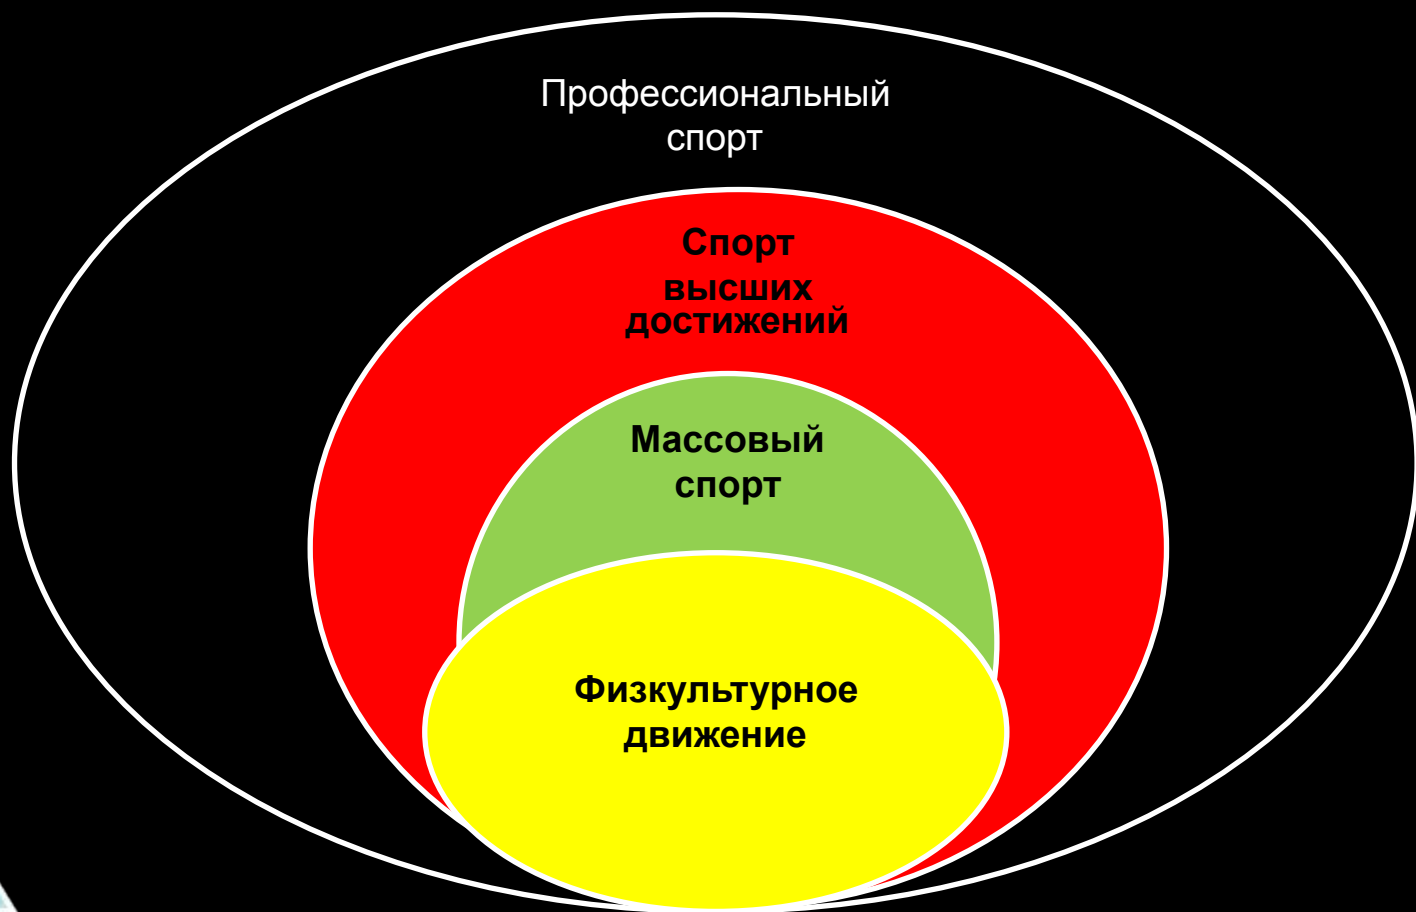 Профессиональный
спорт
Спорт
высших
достижений
Массовый
спорт
Физкультурное
движение